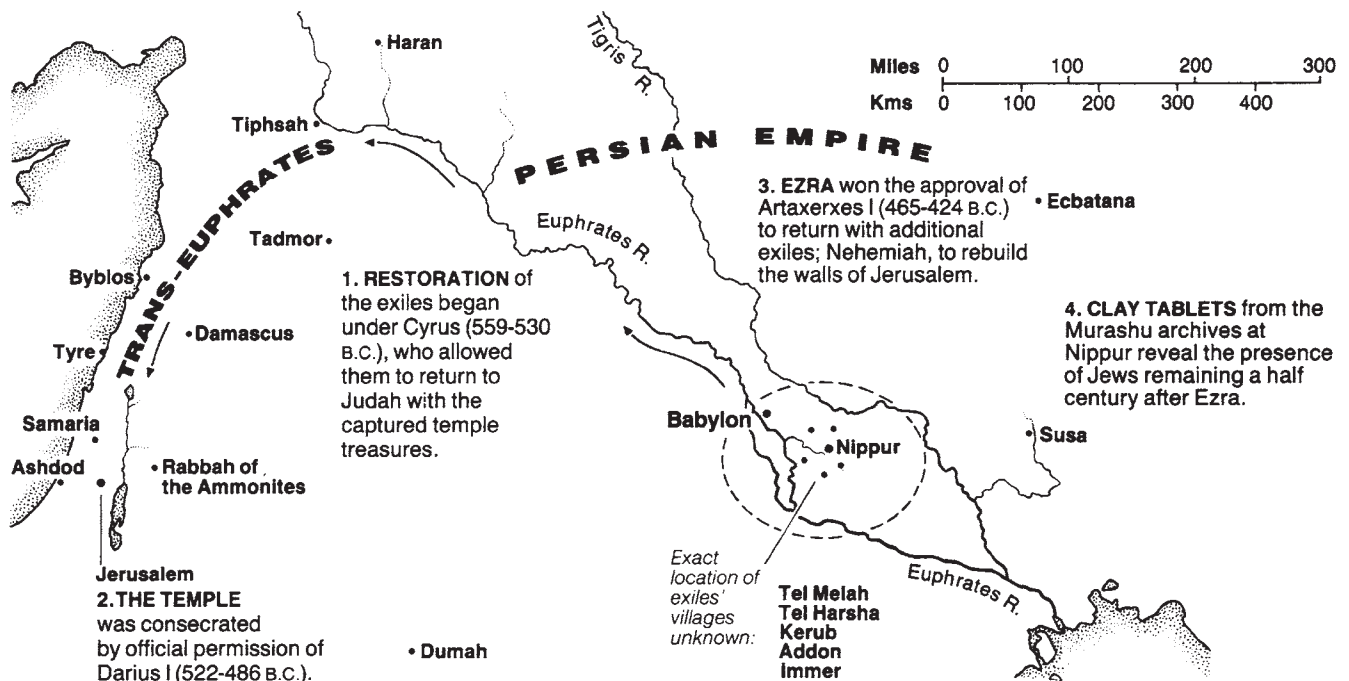 Haran
Tigris R.
Miles 0 100 200 300
Kms 0 100 200 300 400
Tiphsah
PERSIAN EMPIRE
TRANS-EUPHRATES
3. EZRA won the approval of
Artaxerxes I (465-424 B.C.)
to return with additional
exiles; Nehemiah, to rebuild
the walls of Jerusalem.
Ecbatana
Euphrates R.
Tadmor
Byblos
1. RESTORATION of
the exiles began
under Cyrus (559-530
B.C.), who allowed
them to return to
Judah with the
captured temple
treasures.
4. CLAY TABLETS from the
Murashu archives at
Nippur reveal the presence
of Jews remaining a half
century after Ezra.
Damascus
Tyre
Samaria
Babylon
Nippur
Susa
Ashdod
Rabbah of
the Ammonites
Jerusalem
2.THE TEMPLE
was consecrated
by official permission of
Darius I (522-486 B.C.).
Dumah
Exact
location of
exiles'
villages
unknown:
Tel Melah
Tel Harsha
Kerub
Addon
Immer
Euphrates R.